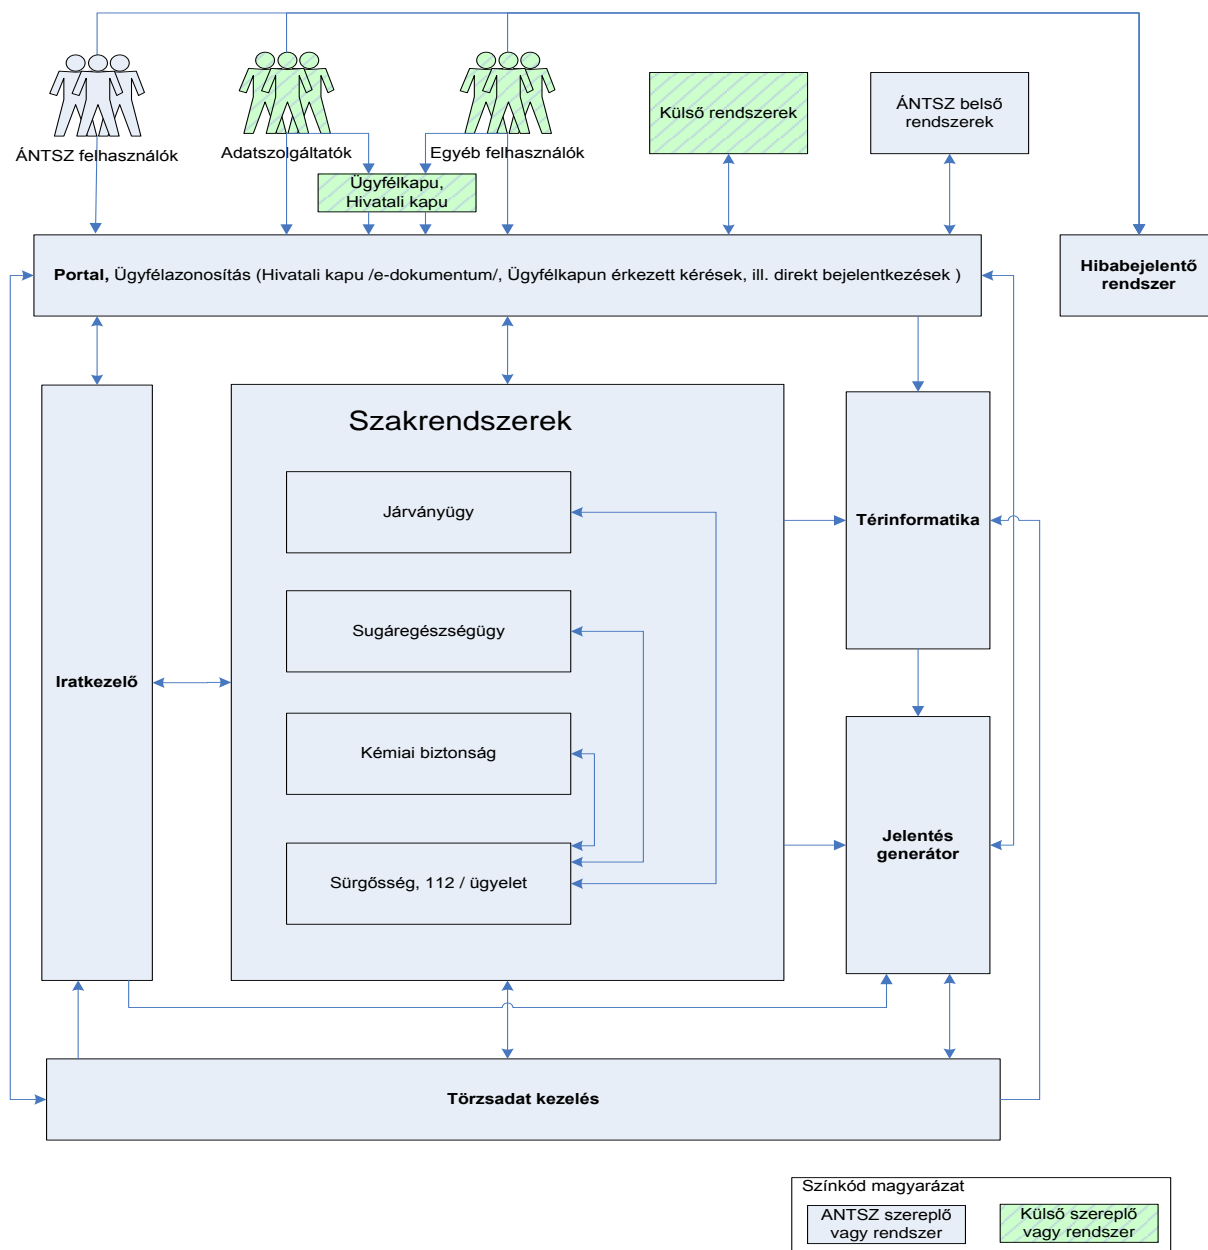 ÁNTSZ felhasználók
Adatszolgáltatók
Egyéb felhasználók
Külső rendszerek
ÁNTSZ belső
rendszerek
Ügyfélkapu,
Hivatali kapu
Portal, Ügyfélazonosítás (Hivatali kapu /e-dokumentum/, Ügyfélkapun érkezett kérések, ill. direkt bejelentkezések )
Hibabejelentő
rendszer
Szakrendszerek
Járványügy
Térinformatika
Sugáregészségügy
Iratkezelő
Kémiai biztonság
Jelentés
generátor
Sürgősség, 112 / ügyelet
Törzsadat kezelés
Színkód magyarázat
ÁNTSZ szereplő
vagy rendszer
Külső szereplő
vagy rendszer